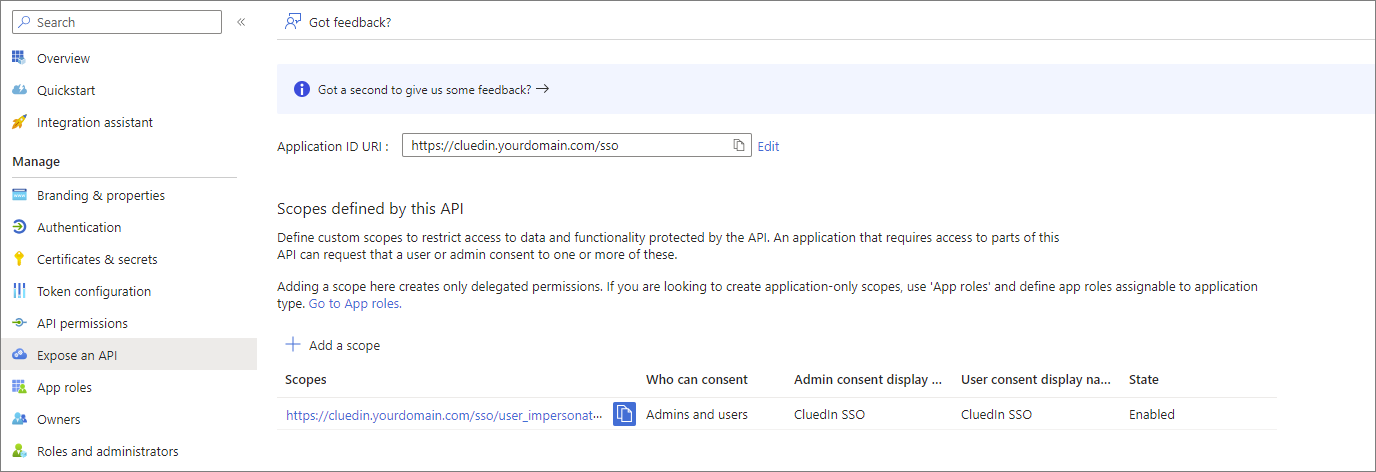 Search
«
Overview
Quickstart
Integration assistant
Manage
Branding & properties
Authentication
Certificates & secrets
Token configuration
API permissions
Expose an API
App roles
Owners
Roles and administrators
Got feedback?
Got a second to give us some feedback? →
Application ID URI : https://cluedin.yourdomain.com/sso Edit
Scopes defined by this API
Define custom scopes to restrict access to data and functionality protected by the API. An application that requires access to parts of this
API can request that a user or admin consent to one or more of these.
Adding a scope here creates only delegated permissions. If you are looking to create application-only scopes, use 'App roles' and define app roles assignable to application
type. Go to App roles.
+ Add a scope
Scopes Who can consent Admin consent display ... User consent display na... State
https://cluedin.yourdomain.com/sso/user_impersonat... Admins and users CluedIn SSO CluedIn SSO Enabled